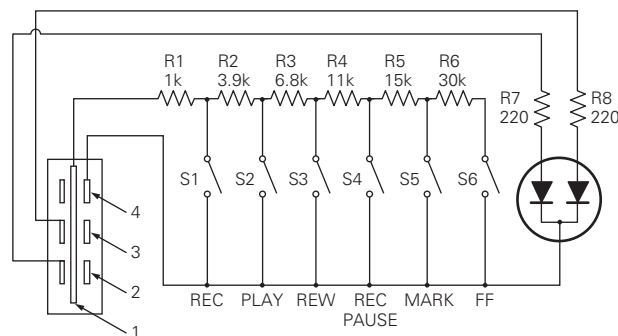 R1 R2 R3 R4 R5 R6
1k 3.9k 6.8k 11k 15k 30k
R7 R8
220 220
S1 S2 S3 S4 S5 S6
4
3
2
1
REC PLAY REW REC MARK FF
PAUSE